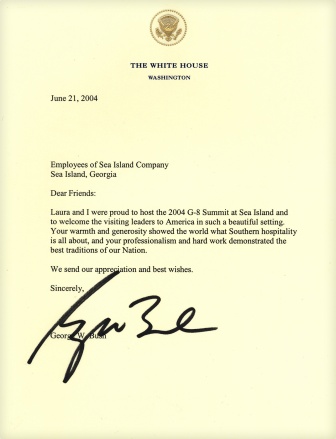 THE WHITE HOUSE
WASHINGTON
June 21, 2004
Employees of Sea Island Company
Sea Island, Georgia
Dear Friends:
Laura and I were proud to host the 2004 G-8 Summit at Sea Island and
to welcome the visiting leaders to America in such a beautiful setting.
Your warmth and generosity showed the world what Southern hospitality
is all about, and your professionalism and hard work demonstrated the
best traditions of our Nation.
We send our appreciation and best wishes.
Sincerely,
George W. Bush